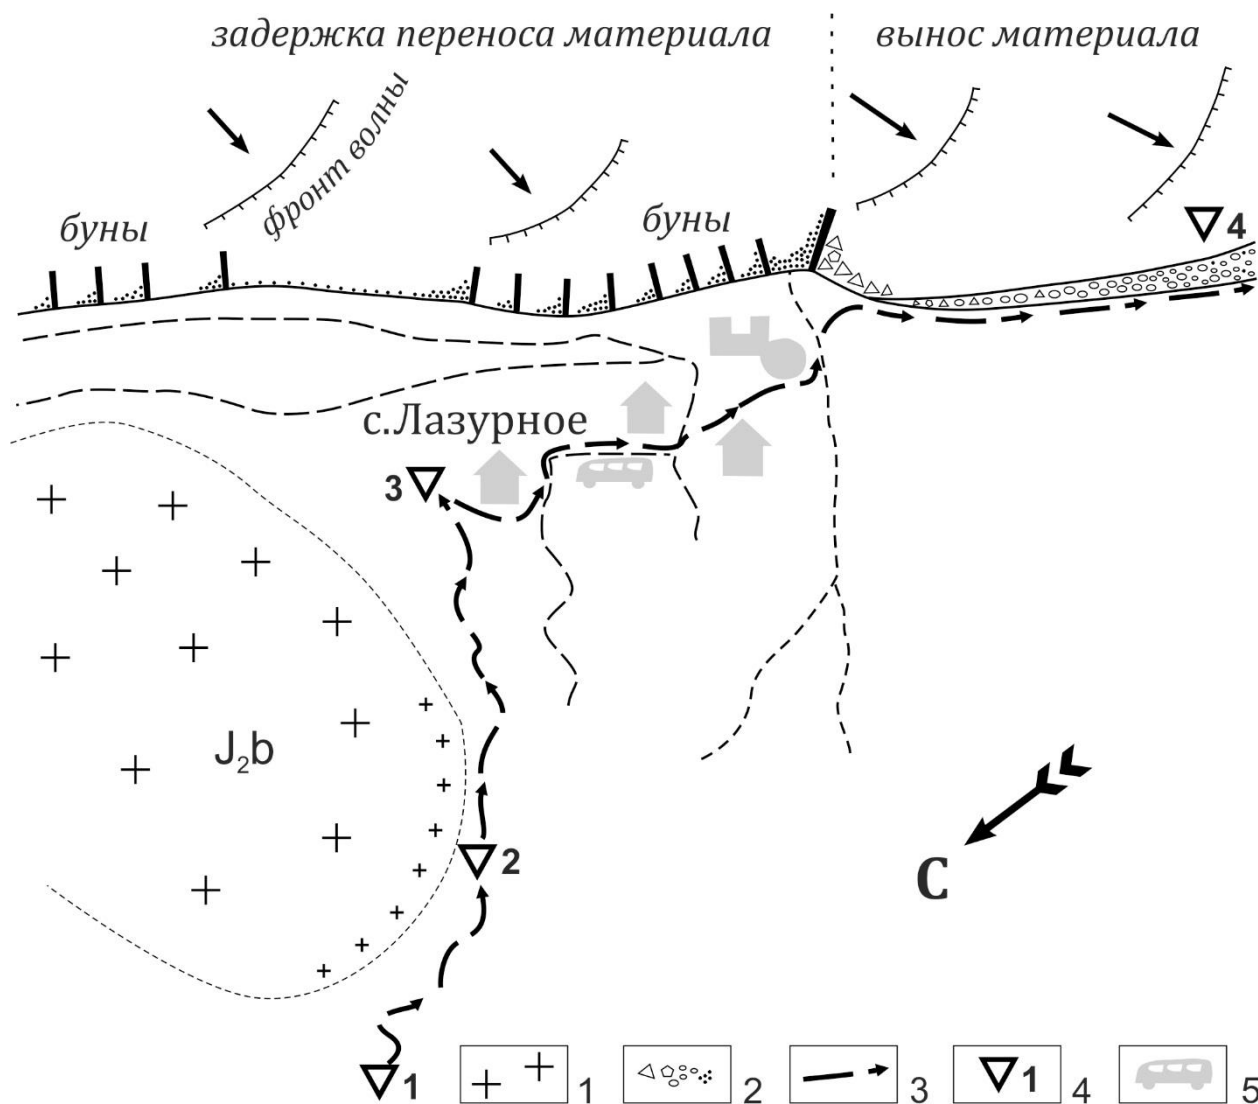 задержка переноса материала
вынос материала
фронт волны
буны
буны
4
с.Лазурное
3
J₂b
2
С
1
1
2
3
1
4
5